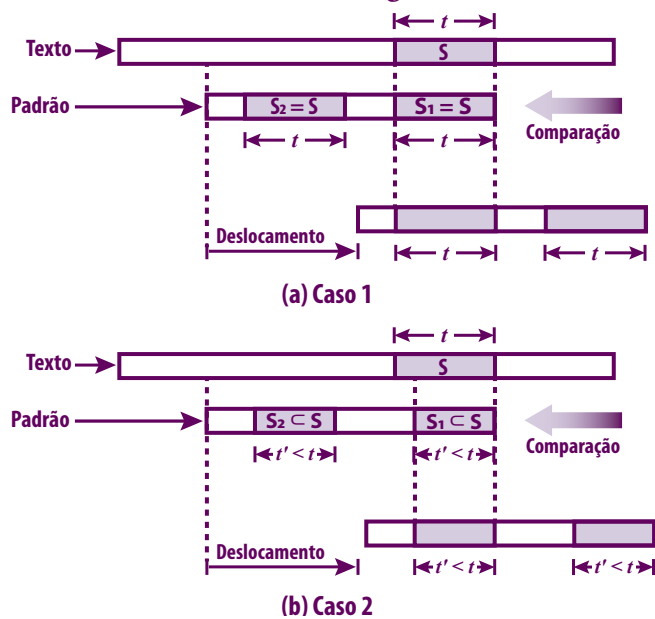 t
Texto
S
Padrão
S₂ = S
S₁ = S
t
t
Comparação
Deslocamento
t
t
(a) Caso 1
t
Texto
S
Padrão
S₂ ⊂ S
S₁ ⊂ S
t' < t
t' < t
Comparação
Deslocamento
t' < t
t' < t
(b) Caso 2